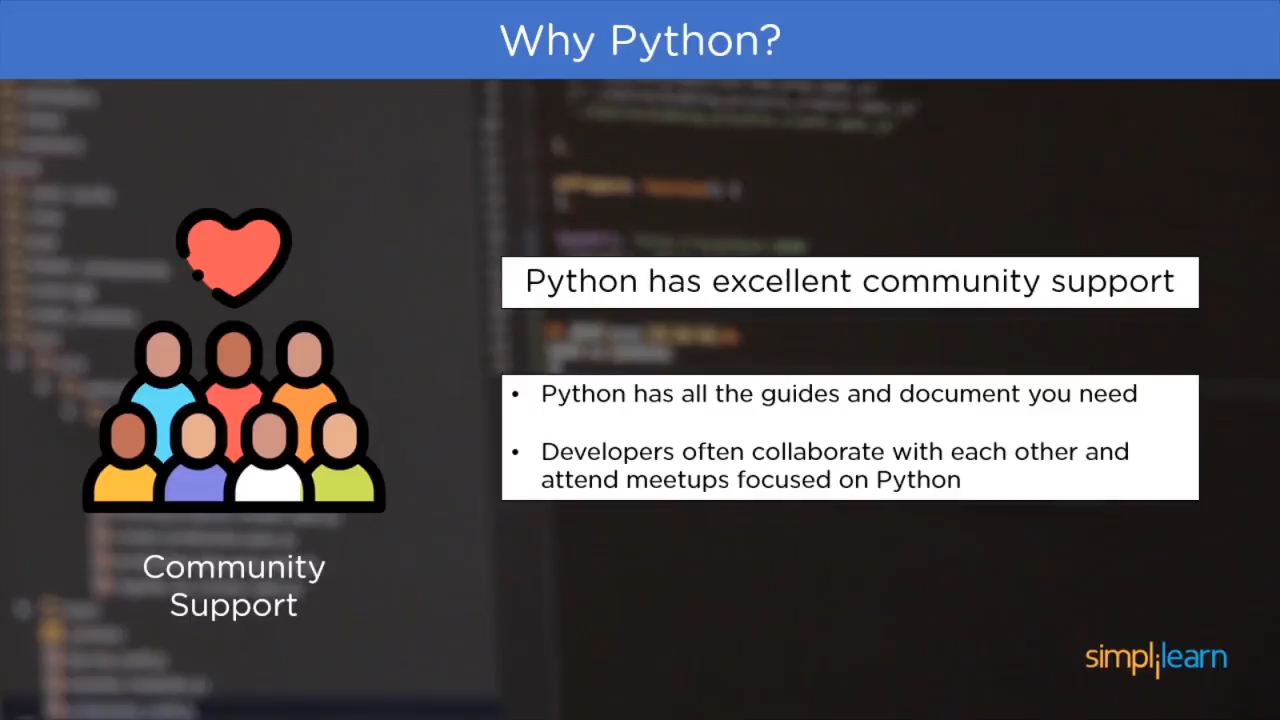 Why Python?
Python has excellent community support
• Python has all the guides and document you need
• Developers often collaborate with each other and
attend meetups focused on Python
Community
Support
simplilearn